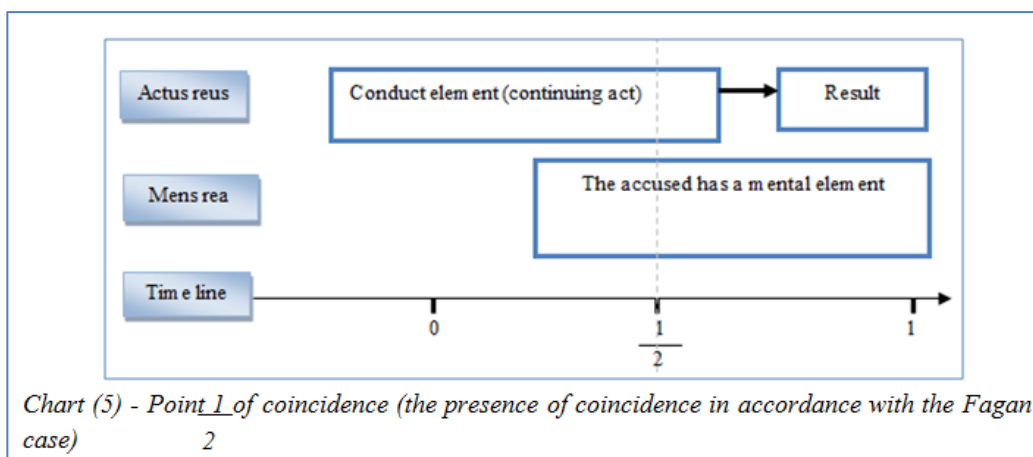 Actus reus
Conduct element (continuing act)
Result
Mens rea
The accused has a mental element
Time line
0
1
2
1
Chart (5) - Point 1 of coincidence (the presence of coincidence in accordance with the Fagan
case) 2